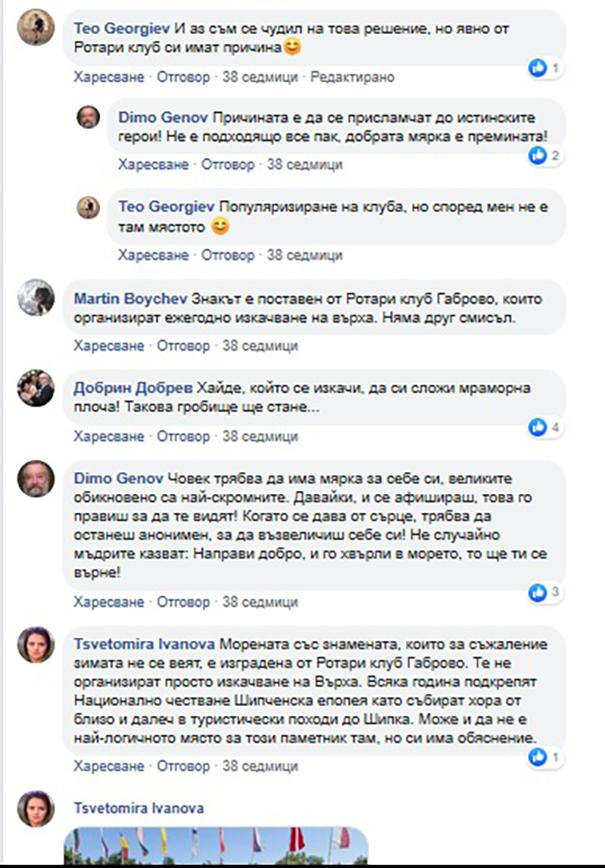 Teo Georgiev И аз съм се чудил на това решение, но явно от
Ротари клуб си имат причина😊
1
Харесване · Отговор · 38 седмици · Редактирано
Dimo Genov Причината е да се присламчат до истинските
герои! Не е подходящо все пак, добрата мярка е премината!
2
Харесване · Отговор · 38 седмици
Teo Georgiev Популяризиране на клуба, но според мен не е
там мястото 😊
Харесване · Отговор · 38 седмици
Martin Boychev Знакът е поставен от Ротари клуб Габрово, които
организират ежегодно изкачване на върха. Няма друг смисъл.
Харесване · Отговор · 38 седмици
Добрин Добрев Хайде, който се изкачи, да си сложи мраморна
плоча! Такова гробище ще стане...
4
Харесване · Отговор · 38 седмици
Dimo Genov Човек трябва да има мярка за себе си, великите
обикновено са най-скромните. Давайки, и се афишираш, това го
правиш за да те видят! Когато се дава от сърце, трябва да
останеш анонимен, за да възвеличиш себе си! Не случайно
мъдрите казват: Направи добро, и го хвърли в морето, то ще ти се
върне!
3
Харесване · Отговор · 38 седмици
Tsvetomira Ivanova Морената със знамената, които за съжаление
зимата не се веят, е изградена от Ротари клуб Габрово. Те не
организират просто изкачване на Върха. Всяка година подкрепят
Национално честване Шипченска епопея като събират хора от
близо и далеч в туристически походи до Шипка. Може и да не е
най-логичното място за този паметник там, но си има обяснение.
1
Харесване · Отговор · 38 седмици
Tsvetomira Ivanova